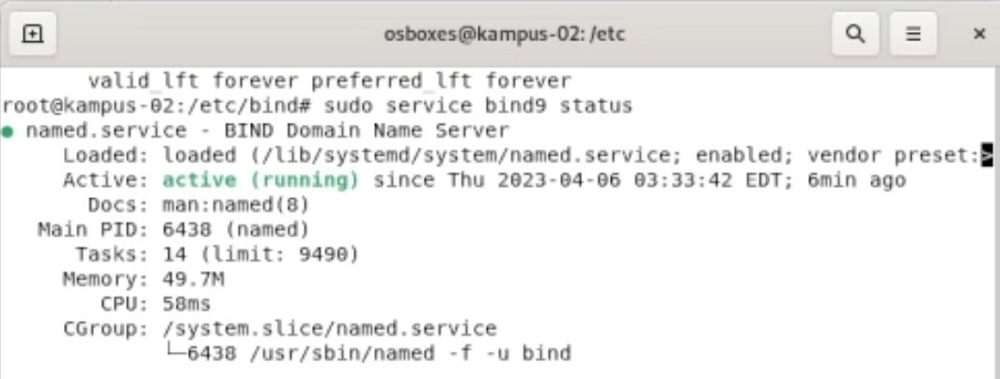 osboxes@kampus-02: /etc
valid_lft forever preferred_lft forever
root@kampus-02:/etc/bind# sudo service bind9 status
● named.service - BIND Domain Name Server
Loaded: loaded (/lib/systemd/system/named.service; enabled; vendor preset:>
Active: active (running) since Thu 2023-04-06 03:33:42 EDT; 6min ago
Docs: man:named(8)
Main PID: 6438 (named)
Tasks: 14 (limit: 9490)
Memory: 49.7M
CPU: 58ms
CGroup: /system.slice/named.service
└─6438 /usr/sbin/named -f -u bind